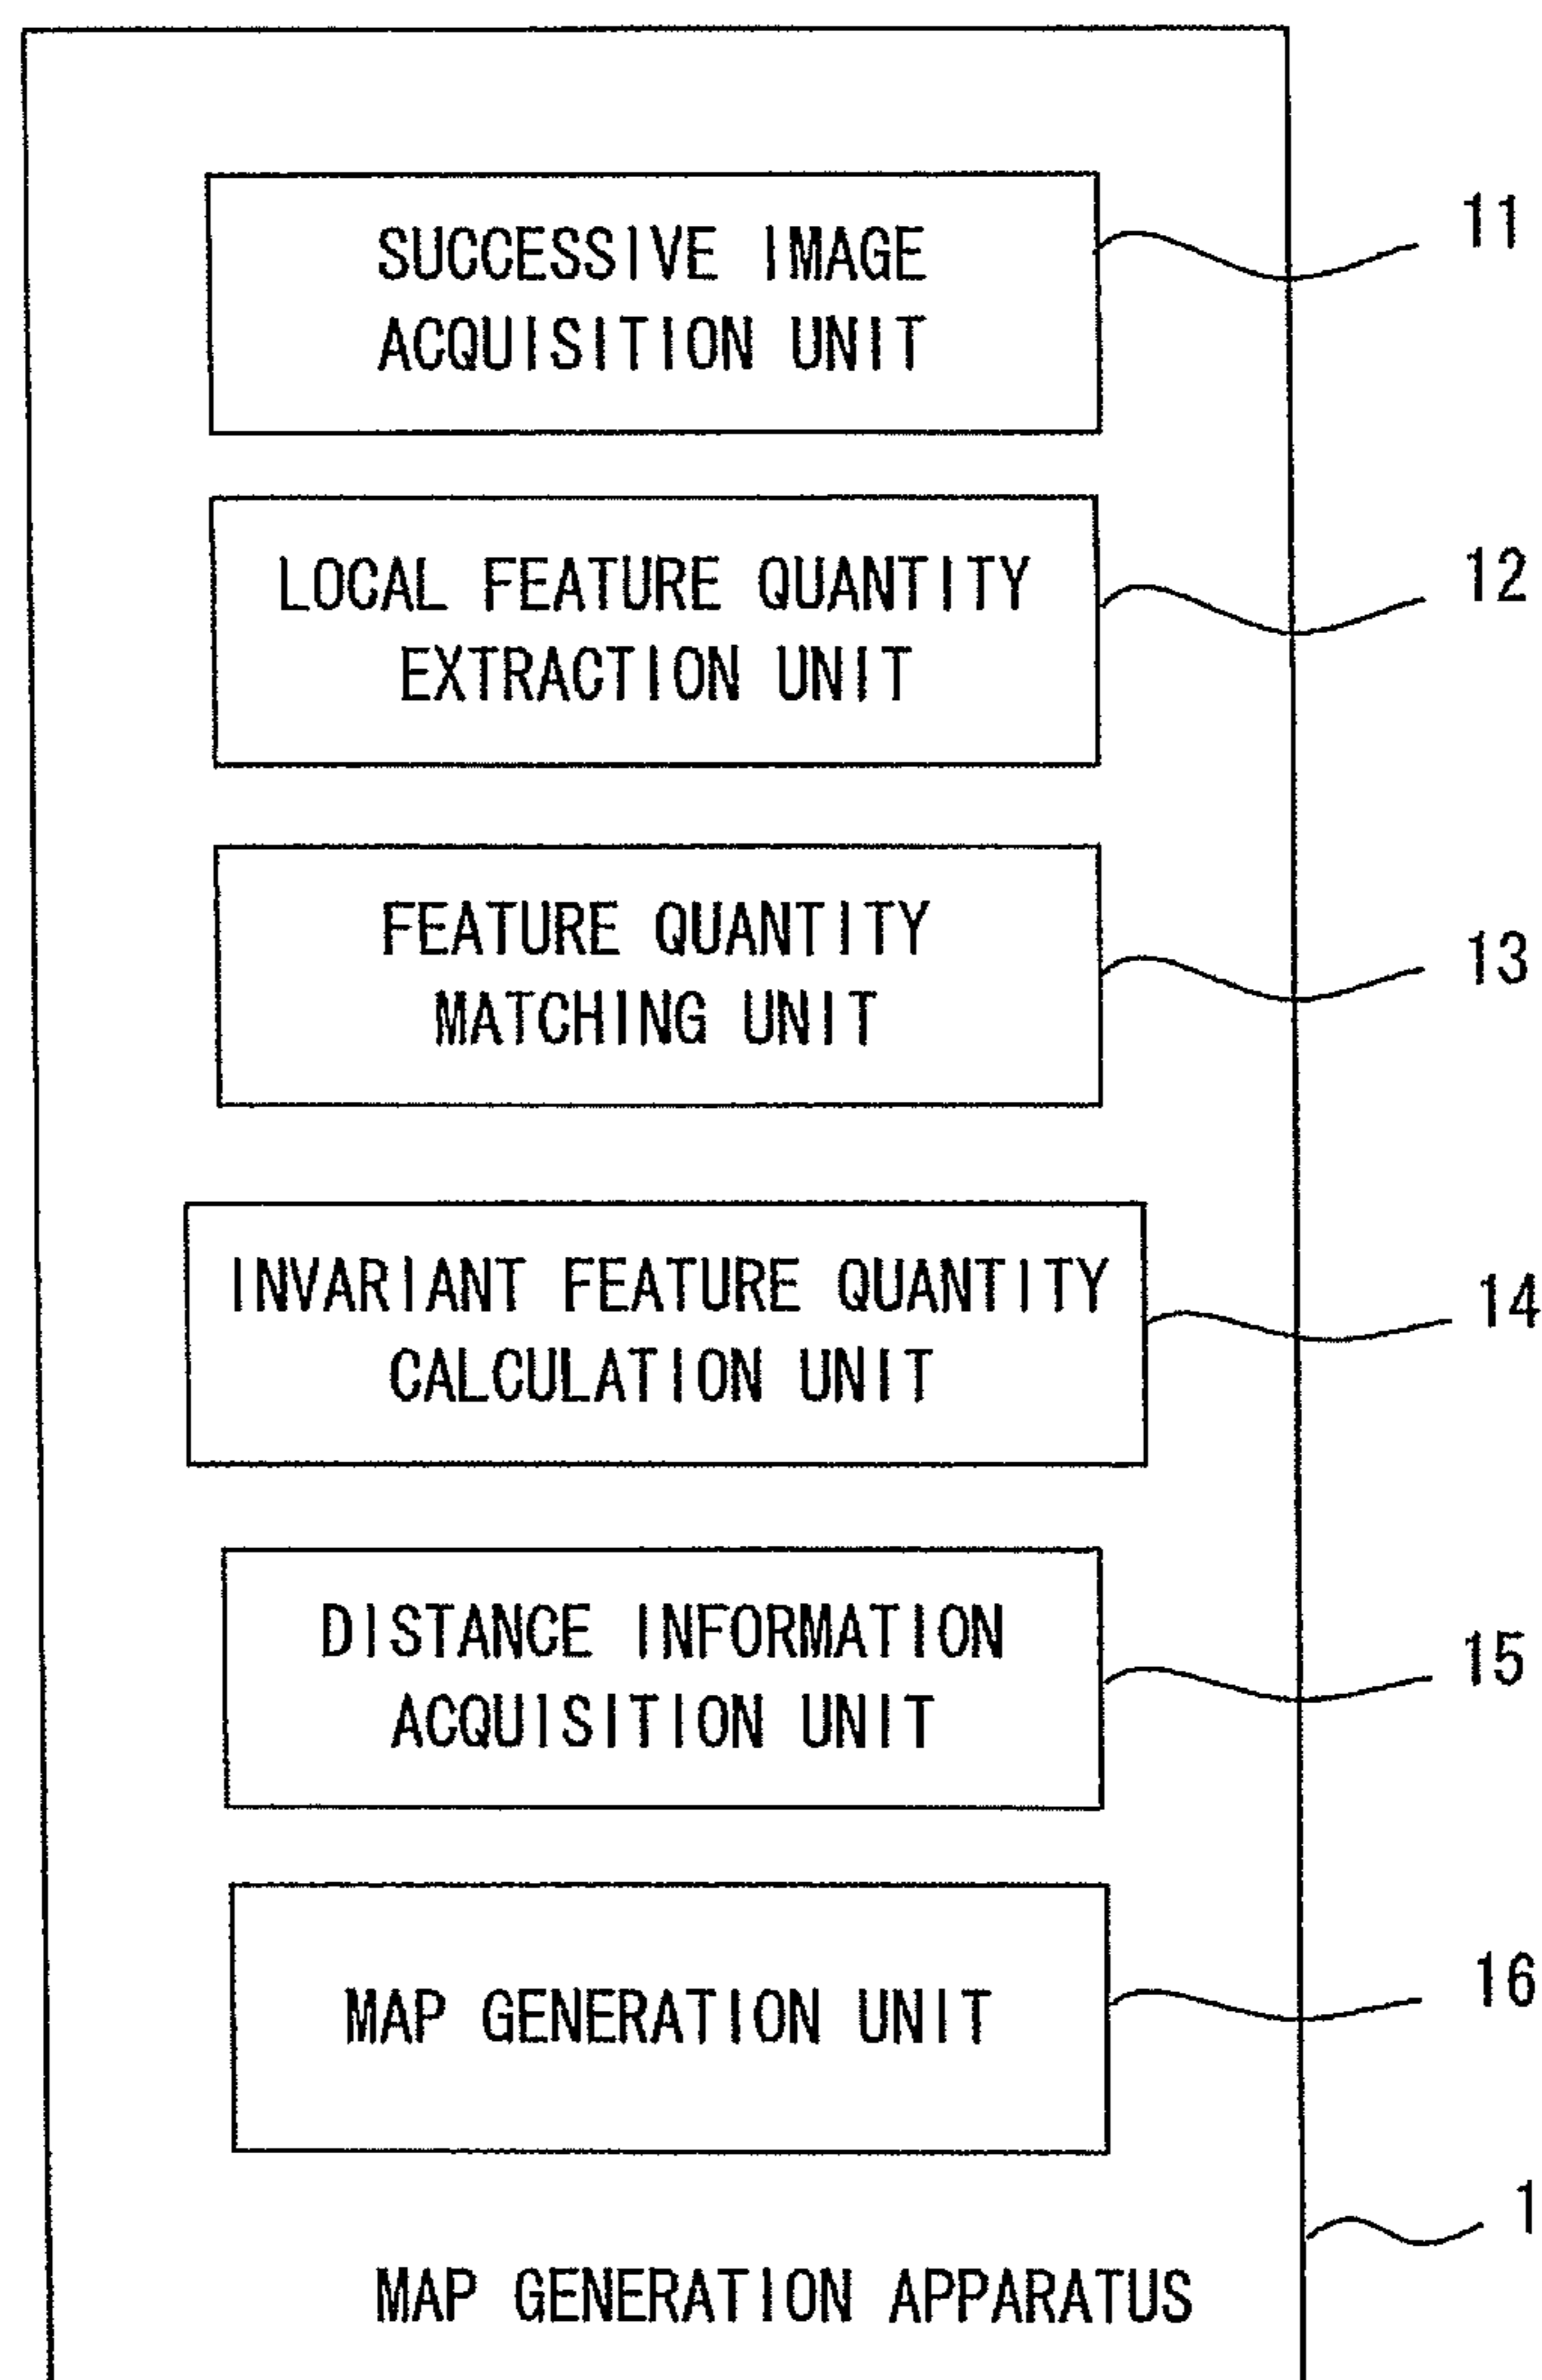 SUCCESSIVE IMAGE
ACQUISITION UNIT
11
LOCAL FEATURE QUANTITY
EXTRACTION UNIT
12
FEATURE QUANTITY
MATCHING UNIT
13
INVARIANT FEATURE QUANTITY
CALCULATION UNIT
14
DISTANCE INFORMATION
ACQUISITION UNIT
15
MAP GENERATION UNIT
16
1
MAP GENERATION APPARATUS